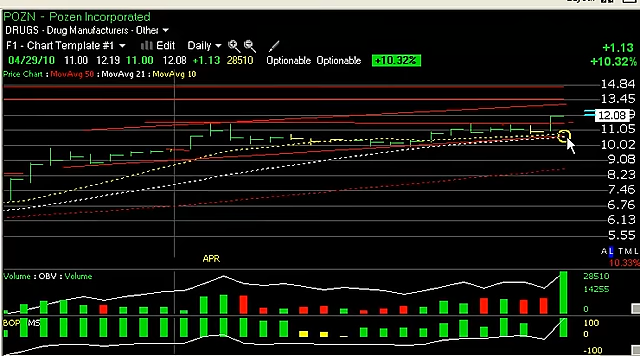 POZN - Pozen Incorporated
DRUGS - Drug Manufacturers - Other
F1 - Chart Template #1 Edit Daily
+1.13
04/29/10 11.00 12.19 11.00 12.08 +1.13 28510 Optionable Optionable +10.32% +10.32%
Price Chart : MovAvg 50 : MovAvg 21 : MovAvg 10
14.84
13.45
12.08
11.05
10.02
9.08
8.23
7.46
6.76
6.13
5.55
A L T M L
APR
10.33%
Volume : OBV : Volume
28510
14255
0
BOP MS
100
0
-100